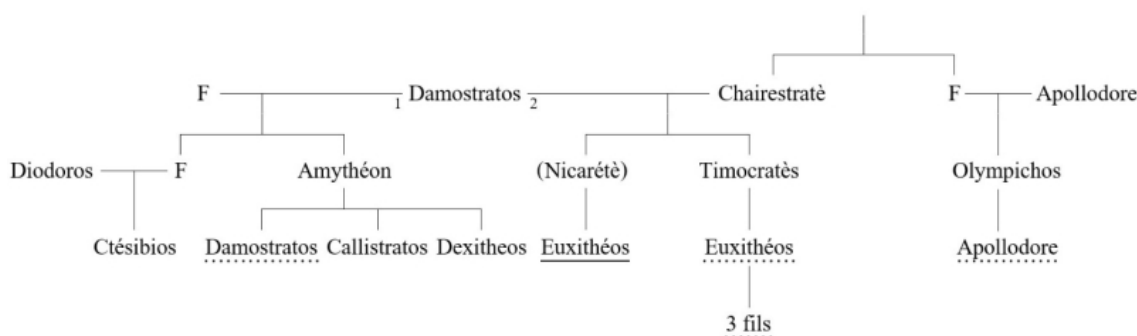 F 1 Damostratos 2 Chairestratè F Apollodore
Diodoros F Amythéon (Nicarétè) Timocratès Olympichos
Ctésibios Damostratos Callistratos Dexitheos Euxithéos Euxithéos Apollodore
3 fils